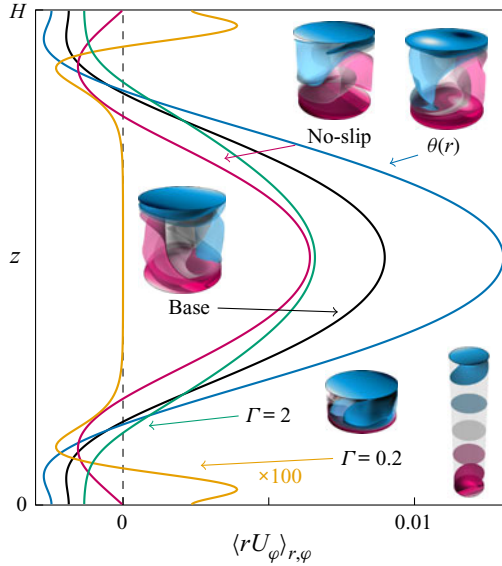 H
No-slip
θ(r)
z
Base
Γ = 2
Γ = 0.2
×100
0
0
0.01
⟨rU_φ⟩_{r,φ}